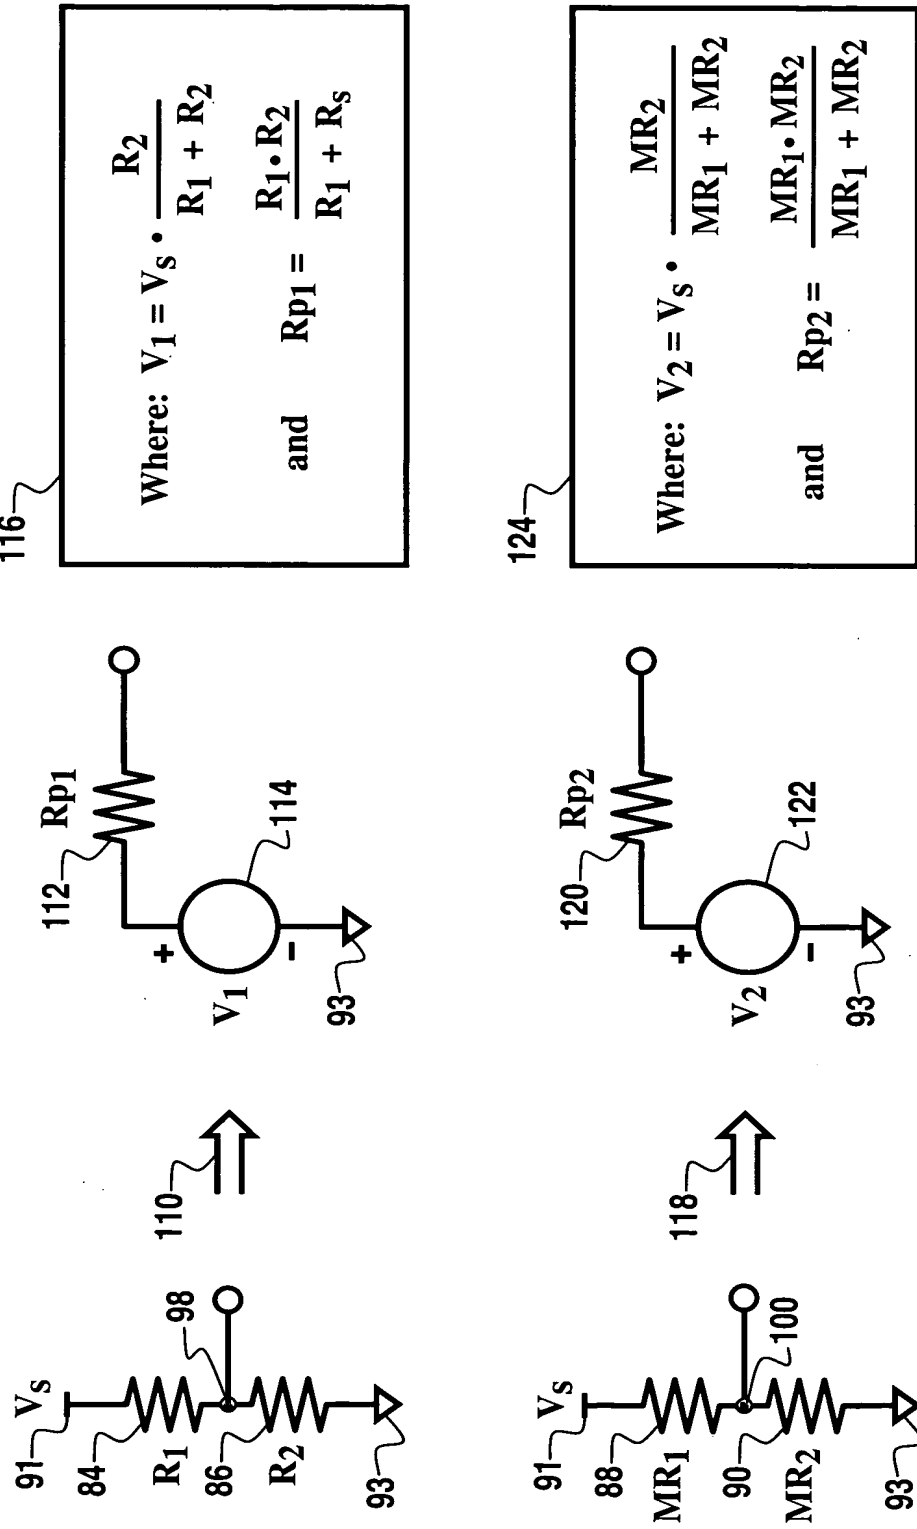 Vs
91
84
R1
98
86
R2
93
110
Rp1
112
+
V1
114
-
93
116
Where: V1 = Vs • R2 / R1 + R2
and Rp1 = R1 • R2 / R1 + Rs
Vs
91
88
MR1
100
90
MR2
93
118
Rp2
120
+
V2
122
-
93
124
Where: V2 = Vs • MR2 / MR1 + MR2
and Rp2 = MR1 • MR2 / MR1 + MR2